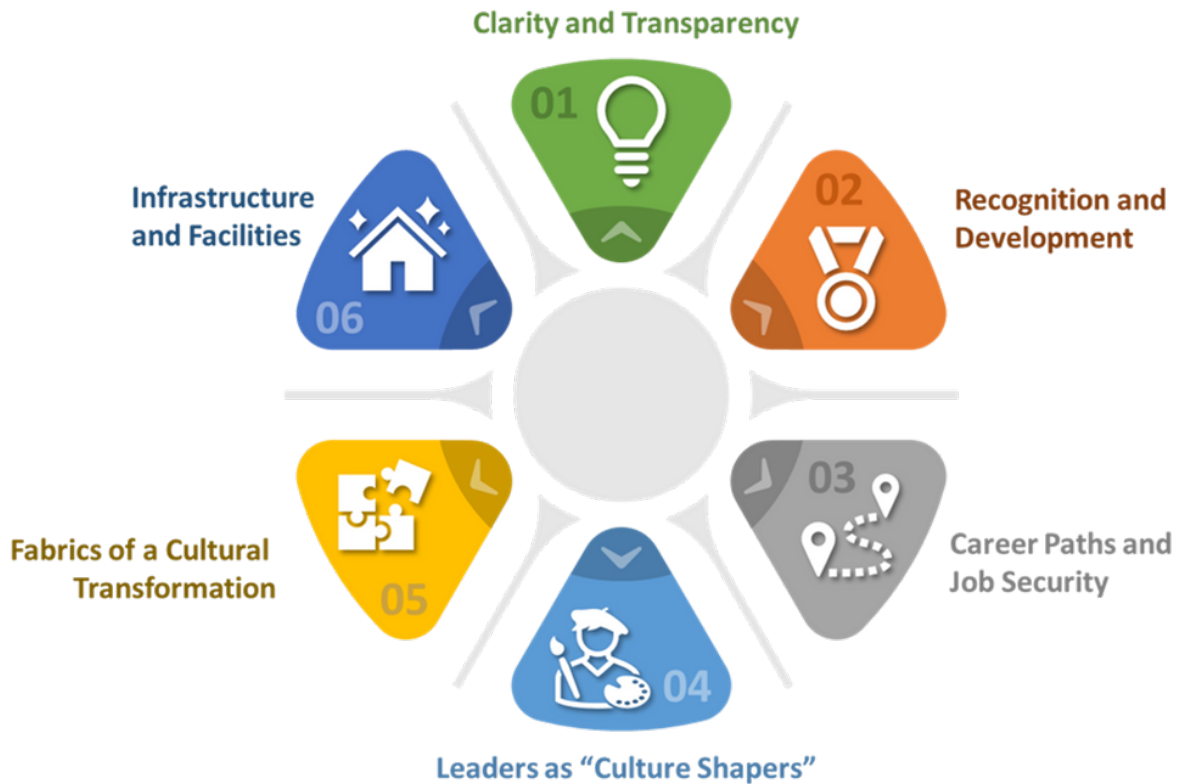 Clarity and Transparency
01
02
Recognition and
Development
03
Career Paths and
Job Security
04
Leaders as “Culture Shapers”
05
Fabrics of a Cultural
Transformation
06
Infrastructure
and Facilities